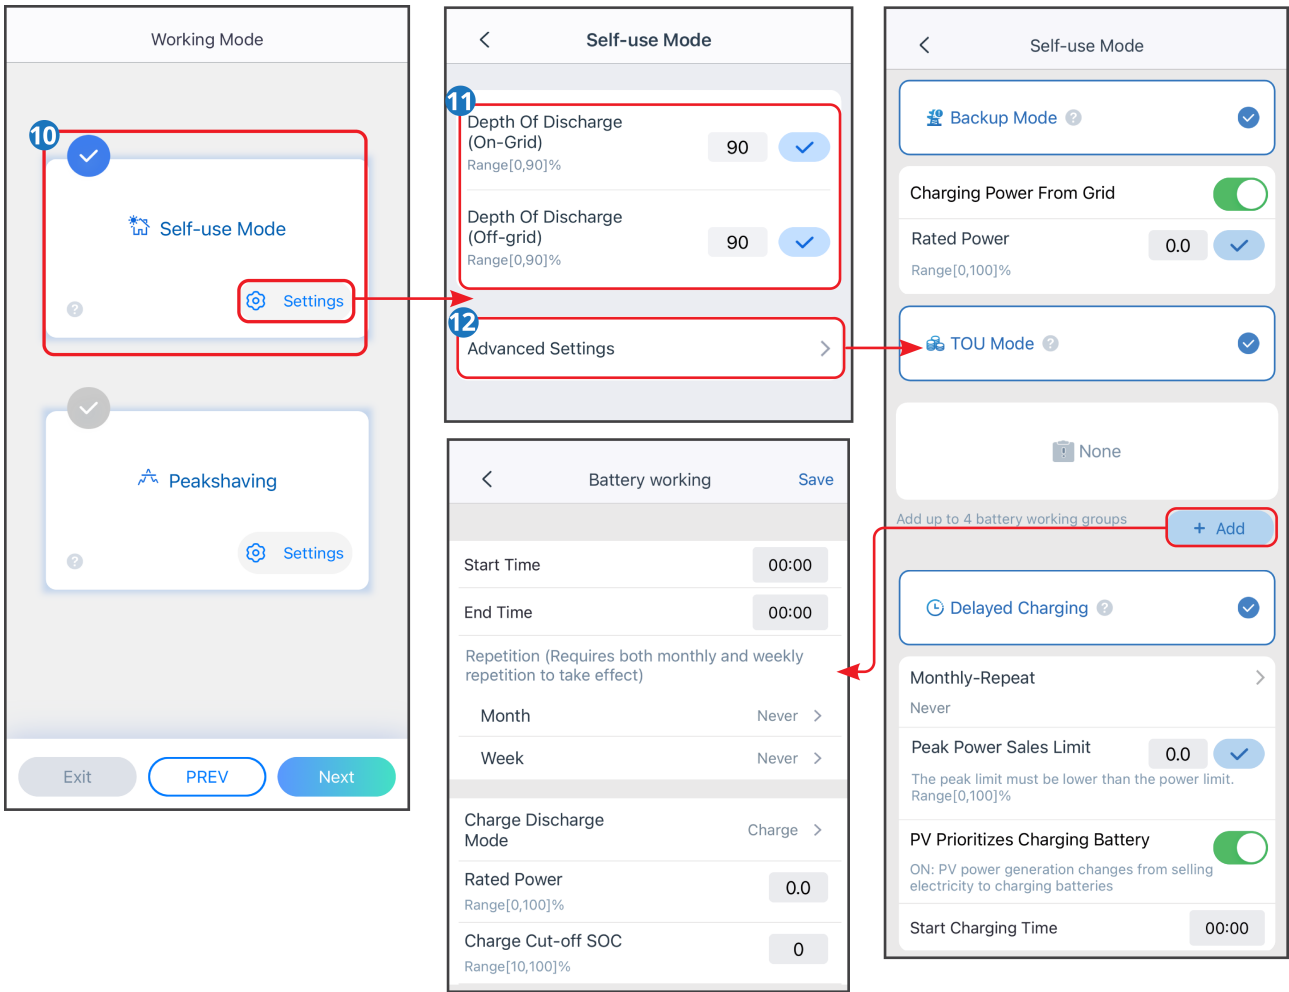 Working Mode
10
Self-use Mode
?
Settings
Peakshaving
?
Settings
Exit
PREV
Next
Self-use Mode
11
Depth Of Discharge
(On-Grid)
90
Range[0,90]%
Depth Of Discharge
(Off-grid)
90
Range[0,90]%
12
Advanced Settings
Battery working
Save
Start Time
00:00
End Time
00:00
Repetition (Requires both monthly and weekly
repetition to take effect)
Month
Never
Week
Never
Charge Discharge
Mode
Charge
Rated Power
0.0
Range[0,100]%
Charge Cut-off SOC
0
Range[10,100]%
Self-use Mode
Backup Mode ?
Charging Power From Grid
Rated Power
0.0
Range[0,100]%
TOU Mode ?
None
Add up to 4 battery working groups
+ Add
Delayed Charging ?
Monthly-Repeat
Never
Peak Power Sales Limit
0.0
The peak limit must be lower than the power limit.
Range[0,100]%
PV Prioritizes Charging Battery
ON: PV power generation changes from selling
electricity to charging batteries
Start Charging Time
00:00